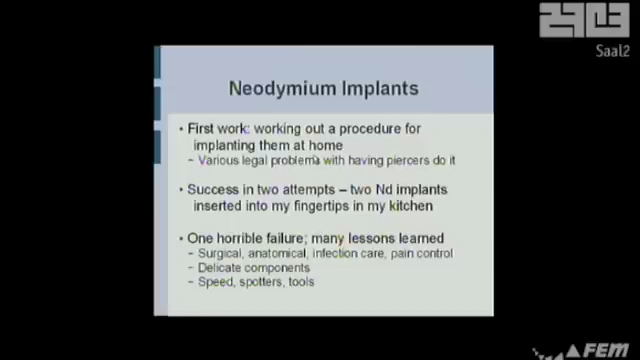 29C3
Saal2
Neodymium Implants
• First work: working out a procedure for
implanting them at home
– Various legal problems with having piercers do it
• Success in two attempts – two Nd implants
inserted into my fingertips in my kitchen
• One horrible failure; many lessons learned
– Surgical, anatomical, infection care, pain control
– Delicate components
– Speed, spotters, tools
FEM